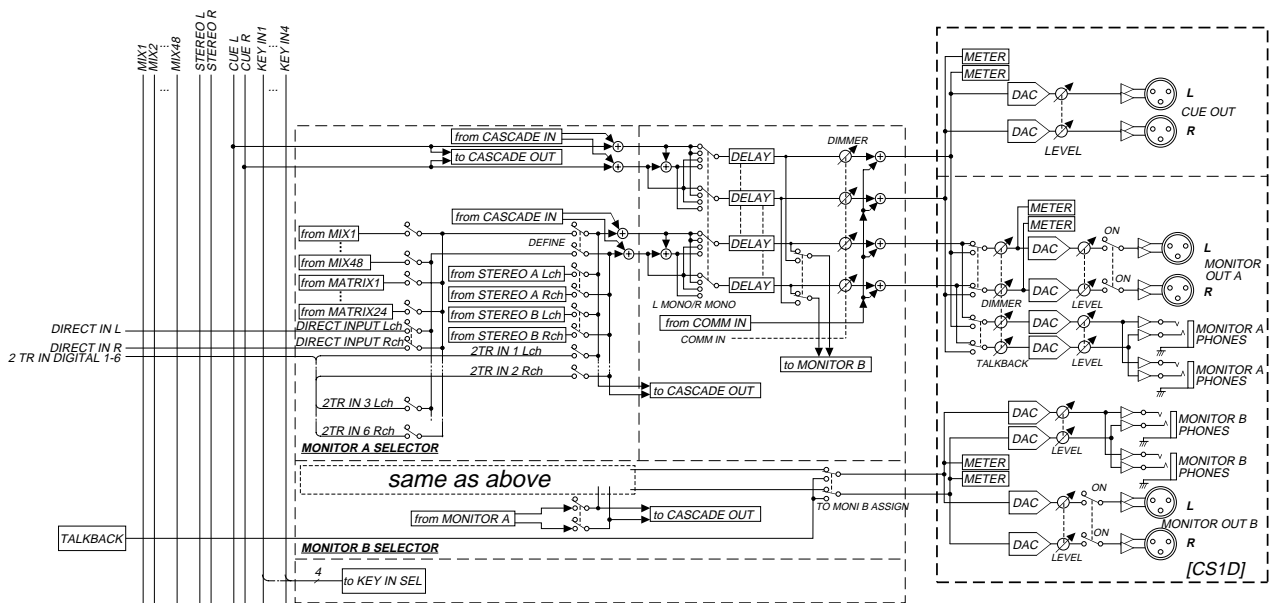 MIX1
MIX2
...
...
MIX48
STEREO L
STEREO R
CUE L
CUE R
KEY IN1
...
...
KEY IN4
from CASCADE IN
to CASCADE OUT
from CASCADE IN
DEFINE
from MIX1
from MIX48
from MATRIX1
from MATRIX24
DIRECT IN L
DIRECT INPUT Lch
DIRECT IN R
DIRECT INPUT Rch
2 TR IN DIGITAL 1-6
from STEREO A Lch
from STEREO A Rch
from STEREO B Lch
from STEREO B Rch
2TR IN 1 Lch
2TR IN 2 Rch
2TR IN 3 Lch
2TR IN 6 Rch
MONITOR A SELECTOR
to CASCADE OUT
DELAY
DELAY
DELAY
DELAY
L MONO/R MONO
DIMMER
from COMM IN
COMM IN
to MONITOR B
same as above
from MONITOR A
to CASCADE OUT
TO MONI B ASSIGN
TALKBACK
MONITOR B SELECTOR
4
to KEY IN SEL
METER
METER
DAC
L
CUE OUT
DAC
R
LEVEL
METER
METER
DAC
ON
L
MONITOR
OUT A
DAC
ON
R
DIMMER
LEVEL
DAC
MONITOR A
PHONES
DAC
MONITOR A
PHONES
TALKBACK
LEVEL
DAC
MONITOR B
PHONES
DAC
LEVEL
MONITOR B
PHONES
METER
METER
DAC
ON
L
MONITOR OUT B
DAC
ON
R
LEVEL
[CS1D]